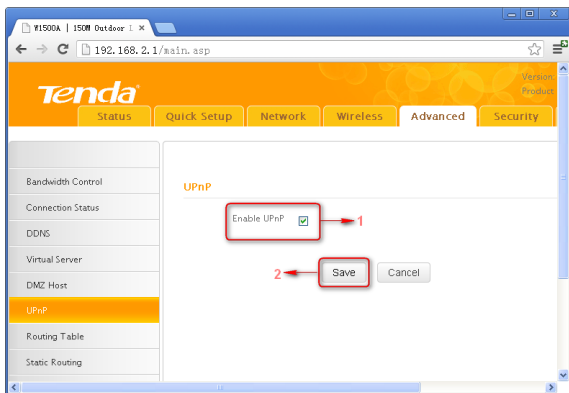 W1500A | 150M Outdoor
192.168.2.1/main.asp
Tenda
Version:
Product
Status Quick Setup Network Wireless Advanced Security
Bandwidth Control
Connection Status
DDNS
Virtual Server
DMZ Host
UPnP
Routing Table
Static Routing
UPnP
Enable UPnP
1
2
Save Cancel